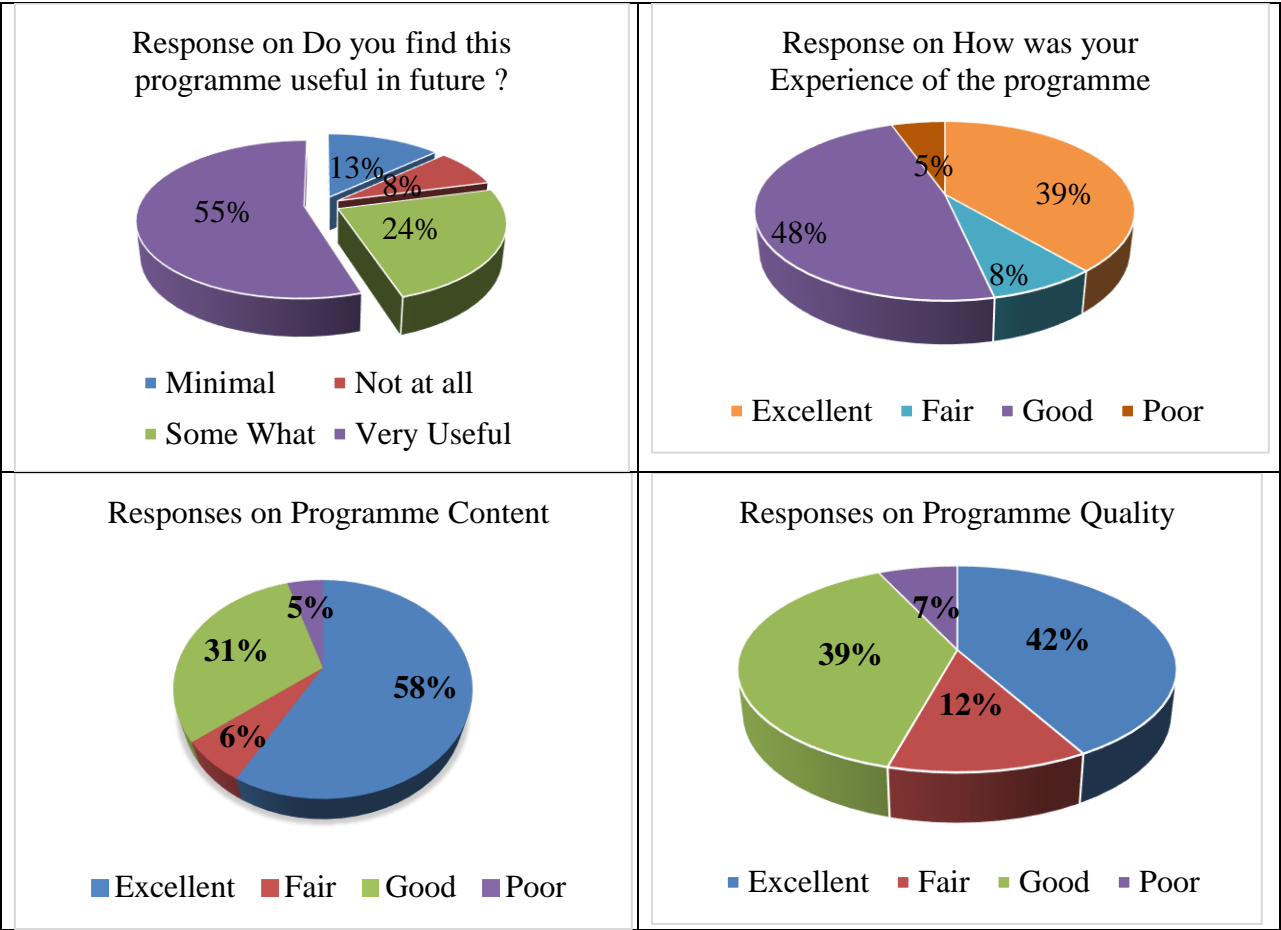 Response on Do you find this
programme useful in future ?
13%
8%
55%
24%
Minimal Not at all
Some What Very Useful
Response on How was your
Experience of the programme
5%
39%
48%
8%
Excellent Fair Good Poor
Responses on Programme Content
5%
31%
58%
6%
Excellent Fair Good Poor
Responses on Programme Quality
7%
42%
39%
12%
Excellent Fair Good Poor